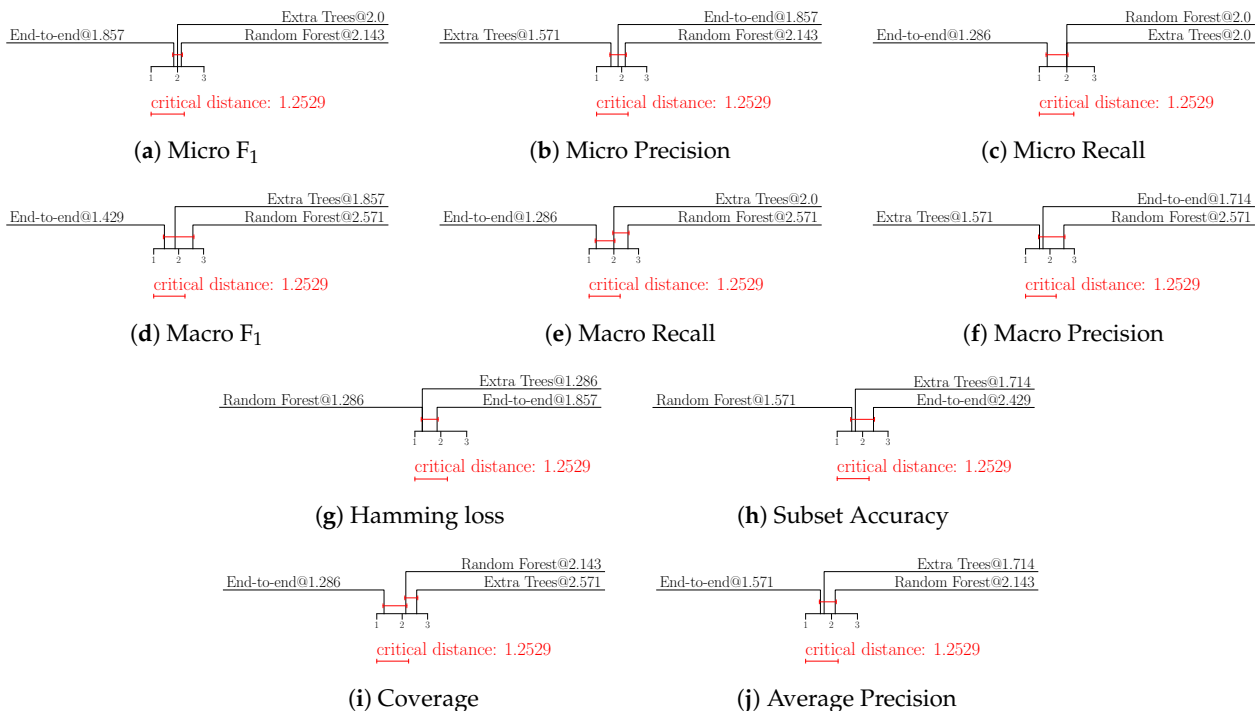 Extra Trees@2.0
End-to-end@1.857 Random Forest@2.143
1 2 3
critical distance: 1.2529
(a) Micro F1
End-to-end@1.857
Extra Trees@1.571 Random Forest@2.143
1 2 3
critical distance: 1.2529
(b) Micro Precision
Random Forest@2.0
End-to-end@1.286 Extra Trees@2.0
1 2 3
critical distance: 1.2529
(c) Micro Recall
Extra Trees@1.857
End-to-end@1.429 Random Forest@2.571
1 2 3
critical distance: 1.2529
(d) Macro F1
Extra Trees@2.0
End-to-end@1.286 Random Forest@2.571
1 2 3
critical distance: 1.2529
(e) Macro Recall
End-to-end@1.714
Extra Trees@1.571 Random Forest@2.571
1 2 3
critical distance: 1.2529
(f) Macro Precision
Extra Trees@1.286
Random Forest@1.286 End-to-end@1.857
1 2 3
critical distance: 1.2529
(g) Hamming loss
Extra Trees@1.714
Random Forest@1.571 End-to-end@2.429
1 2 3
critical distance: 1.2529
(h) Subset Accuracy
Random Forest@2.143
End-to-end@1.286 Extra Trees@2.571
1 2 3
critical distance: 1.2529
(i) Coverage
Extra Trees@1.714
End-to-end@1.571 Random Forest@2.143
1 2 3
critical distance: 1.2529
(j) Average Precision